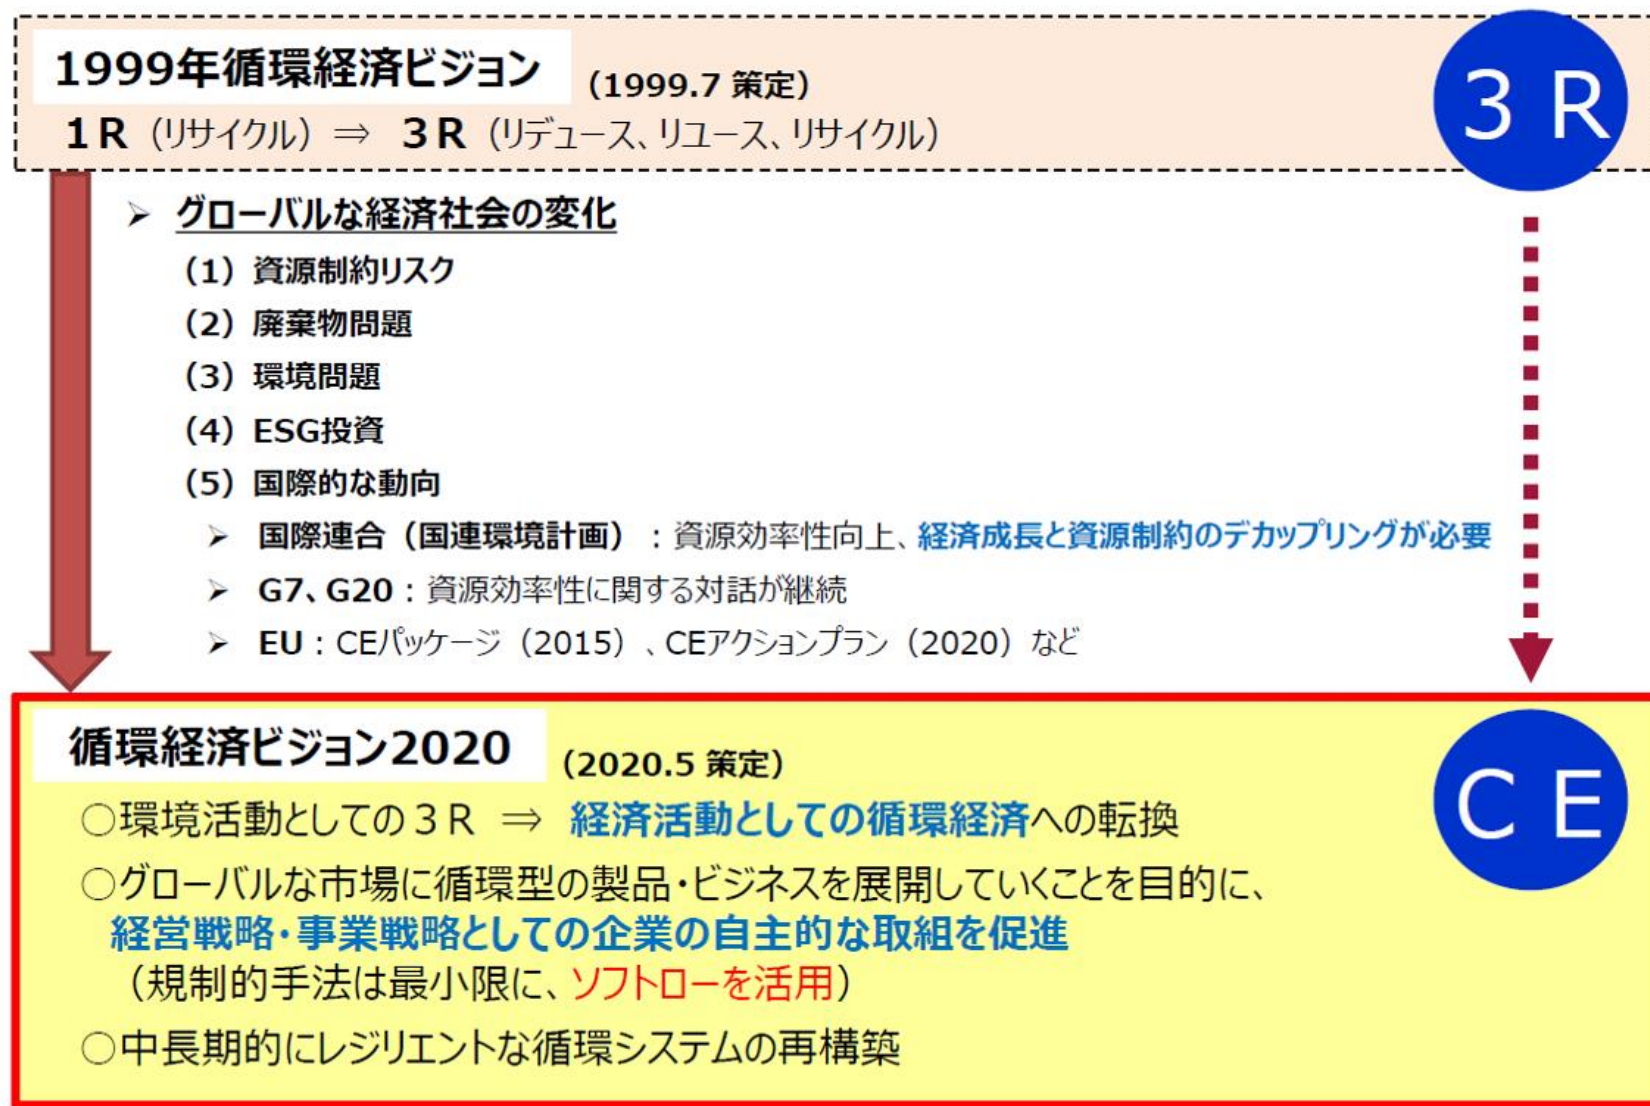 1999年循環経済ビジョン (1999.7 策定)
1R（リサイクル）⇒ 3R（リデュース、リユース、リサイクル）
3 R
➢ グローバルな経済社会の変化
（1）資源制約リスク
（2）廃棄物問題
（3）環境問題
（4）ESG投資
（5）国際的な動向
➢ 国際連合（国連環境計画）：資源効率性向上、経済成長と資源制約のデカップリングが必要
➢ G7、G20：資源効率性に関する対話が継続
➢ EU：CEパッケージ（2015）、CEアクションプラン（2020）など
循環経済ビジョン2020 (2020.5 策定)
C E
○環境活動としての３R ⇒ 経済活動としての循環経済への転換
○グローバルな市場に循環型の製品・ビジネスを展開していくことを目的に、
経営戦略・事業戦略としての企業の自主的な取組を促進
（規制的手法は最小限に、ソフトローを活用）
○中長期的にレジリエントな循環システムの再構築